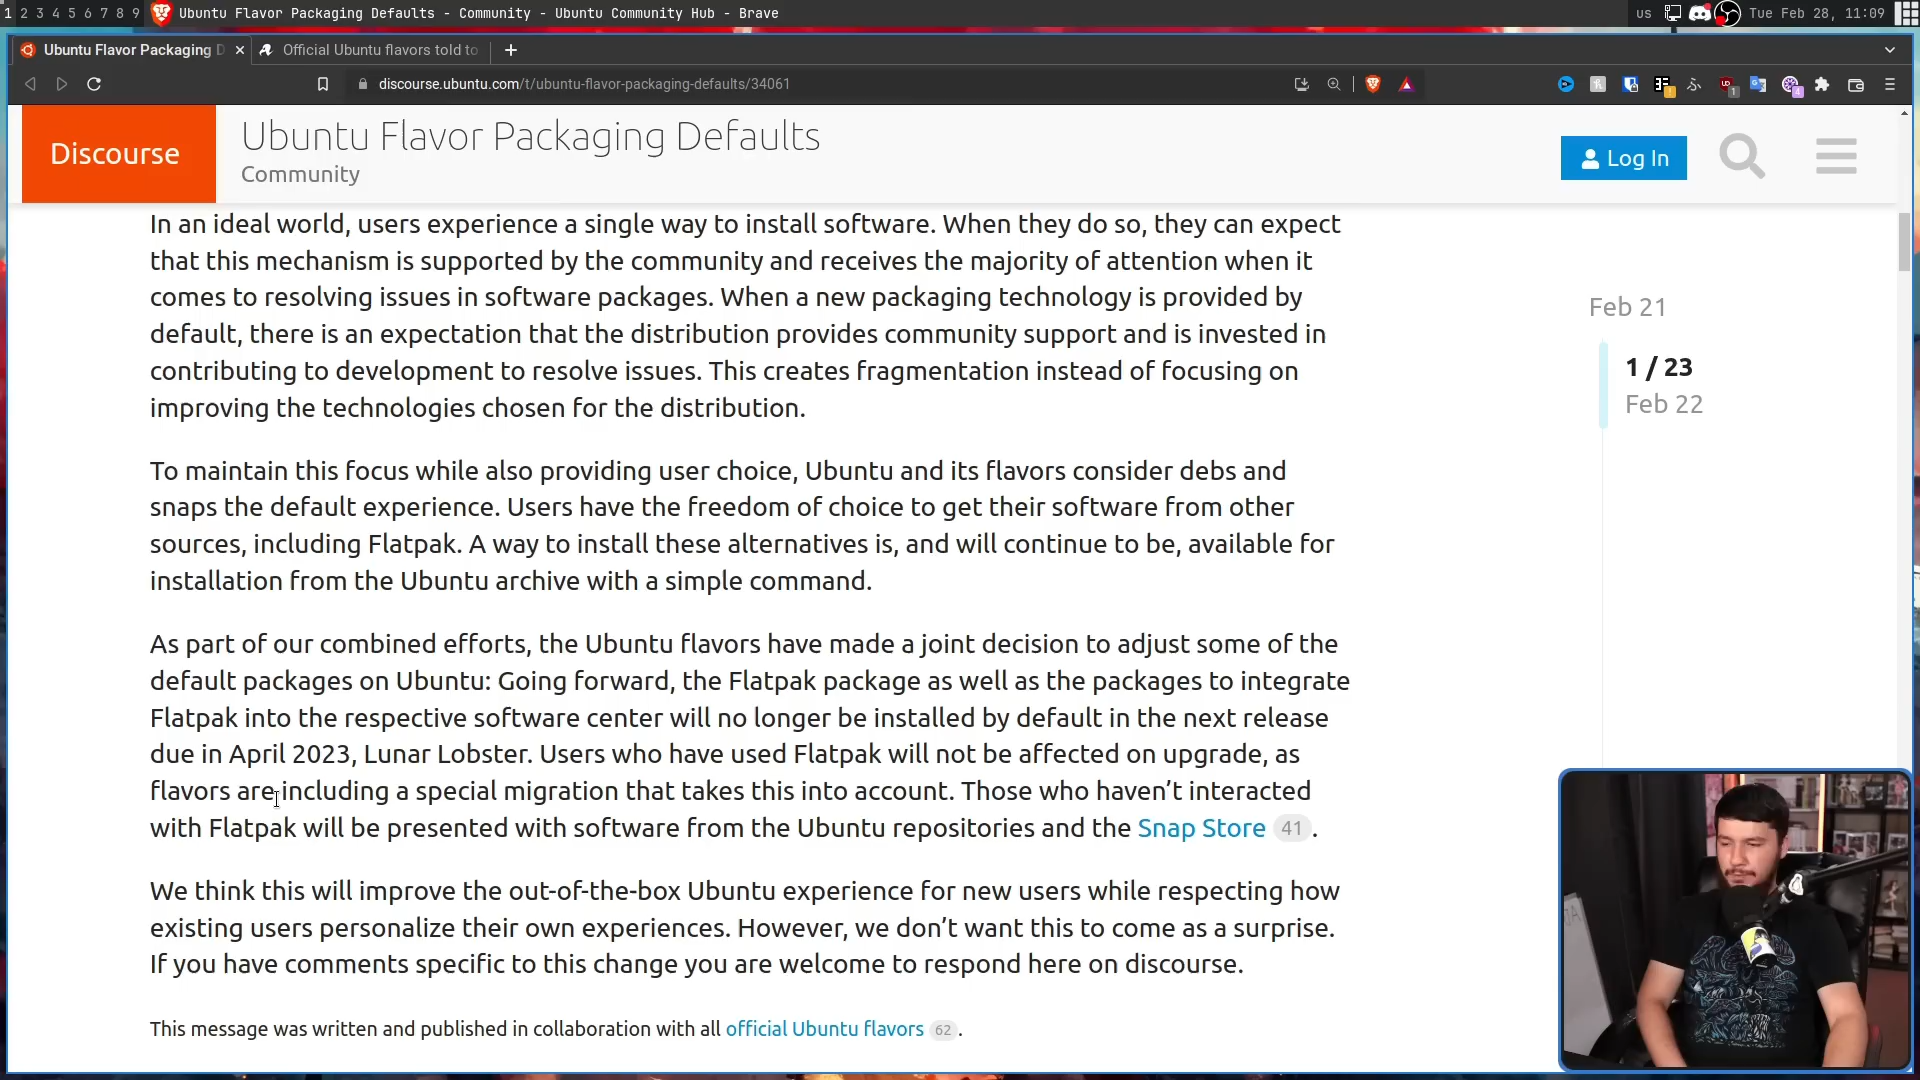 1 2 3 4 5 6 7 8 9 Ubuntu Flavor Packaging Defaults - Community - Ubuntu Community Hub - Brave us Tue Feb 28, 11:09
Ubuntu Flavor Packaging D Official Ubuntu flavors told to
discourse.ubuntu.com/t/ubuntu-flavor-packaging-defaults/34061
Discourse
Ubuntu Flavor Packaging Defaults
Community
Log In
In an ideal world, users experience a single way to install software. When they do so, they can expect
that this mechanism is supported by the community and receives the majority of attention when it
comes to resolving issues in software packages. When a new packaging technology is provided by
default, there is an expectation that the distribution provides community support and is invested in
contributing to development to resolve issues. This creates fragmentation instead of focusing on
improving the technologies chosen for the distribution.
To maintain this focus while also providing user choice, Ubuntu and its flavors consider debs and
snaps the default experience. Users have the freedom of choice to get their software from other
sources, including Flatpak. A way to install these alternatives is, and will continue to be, available for
installation from the Ubuntu archive with a simple command.
As part of our combined efforts, the Ubuntu flavors have made a joint decision to adjust some of the
default packages on Ubuntu: Going forward, the Flatpak package as well as the packages to integrate
Flatpak into the respective software center will no longer be installed by default in the next release
due in April 2023, Lunar Lobster. Users who have used Flatpak will not be affected on upgrade, as
flavors are including a special migration that takes this into account. Those who haven't interacted
with Flatpak will be presented with software from the Ubuntu repositories and the Snap Store 41 .
We think this will improve the out-of-the-box Ubuntu experience for new users while respecting how
existing users personalize their own experiences. However, we don't want this to come as a surprise.
If you have comments specific to this change you are welcome to respond here on discourse.
This message was written and published in collaboration with all official Ubuntu flavors 62 .
Feb 21
1 / 23
Feb 22